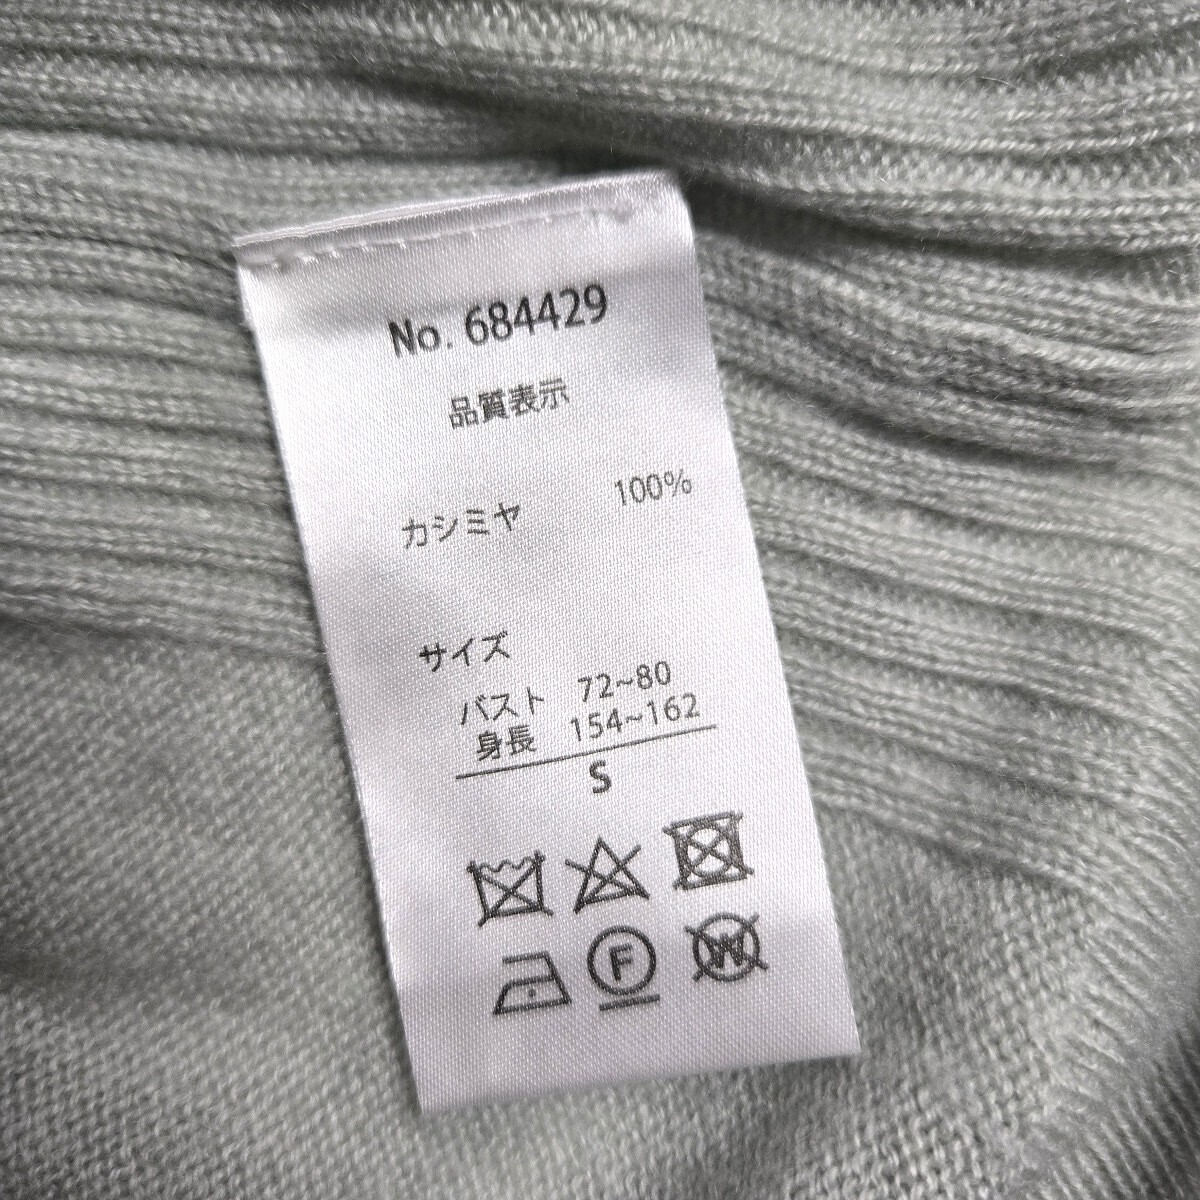 No. 684429
品質表示
カシミヤ 100%
サイズ
バスト 72~80
身長 154~162
S
F
W